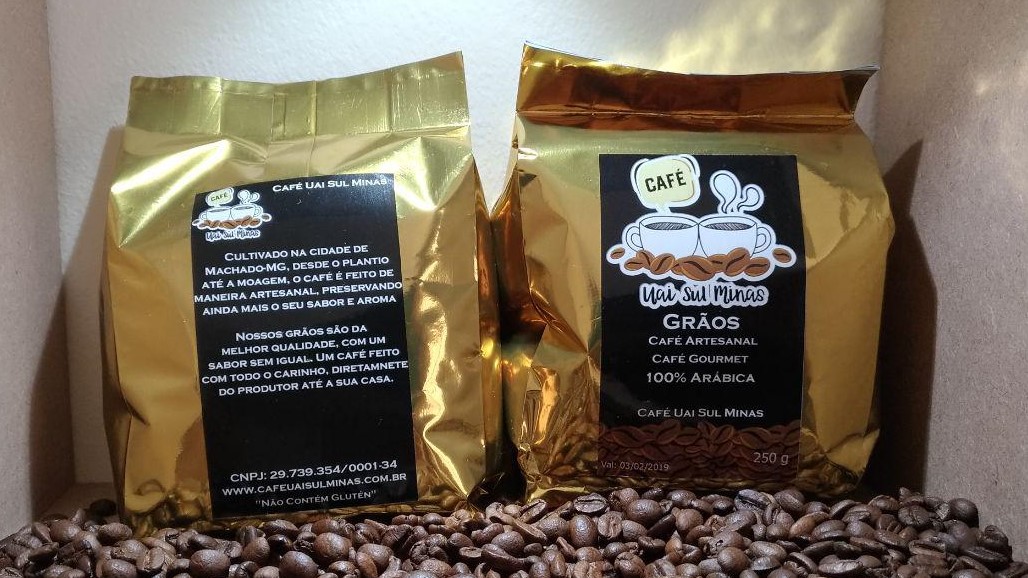 CAFÉ UAI SUL MINAS
CAFÉ
Uai Sul Minas
CULTIVADO NA CIDADE DE
MACHADO-MG, DESDE O PLANTIO
ATÉ A MOAGEM, O CAFÉ É FEITO DE
MANEIRA ARTESANAL, PRESERVANDO
AINDA MAIS O SEU SABOR E AROMA
NOSSOS GRÃOS SÃO DA
MELHOR QUALIDADE, COM UM
SABOR SEM IGUAL. UM CAFÉ FEITO
COM TODO O CARINHO, DIRETAMNETE
DO PRODUTOR ATÉ A SUA CASA.
CNPJ: 29.739.354/0001-34
WWW.CAFEUAISULMINAS.COM.BR
"NÃO CONTÉM GLUTÉN"
CAFÉ
Uai Sul Minas
GRÃOS
CAFÉ ARTESANAL
CAFÉ GOURMET
100% ARÁBICA
CAFÉ UAI SUL MINAS
250 g
Val: 03/02/2019